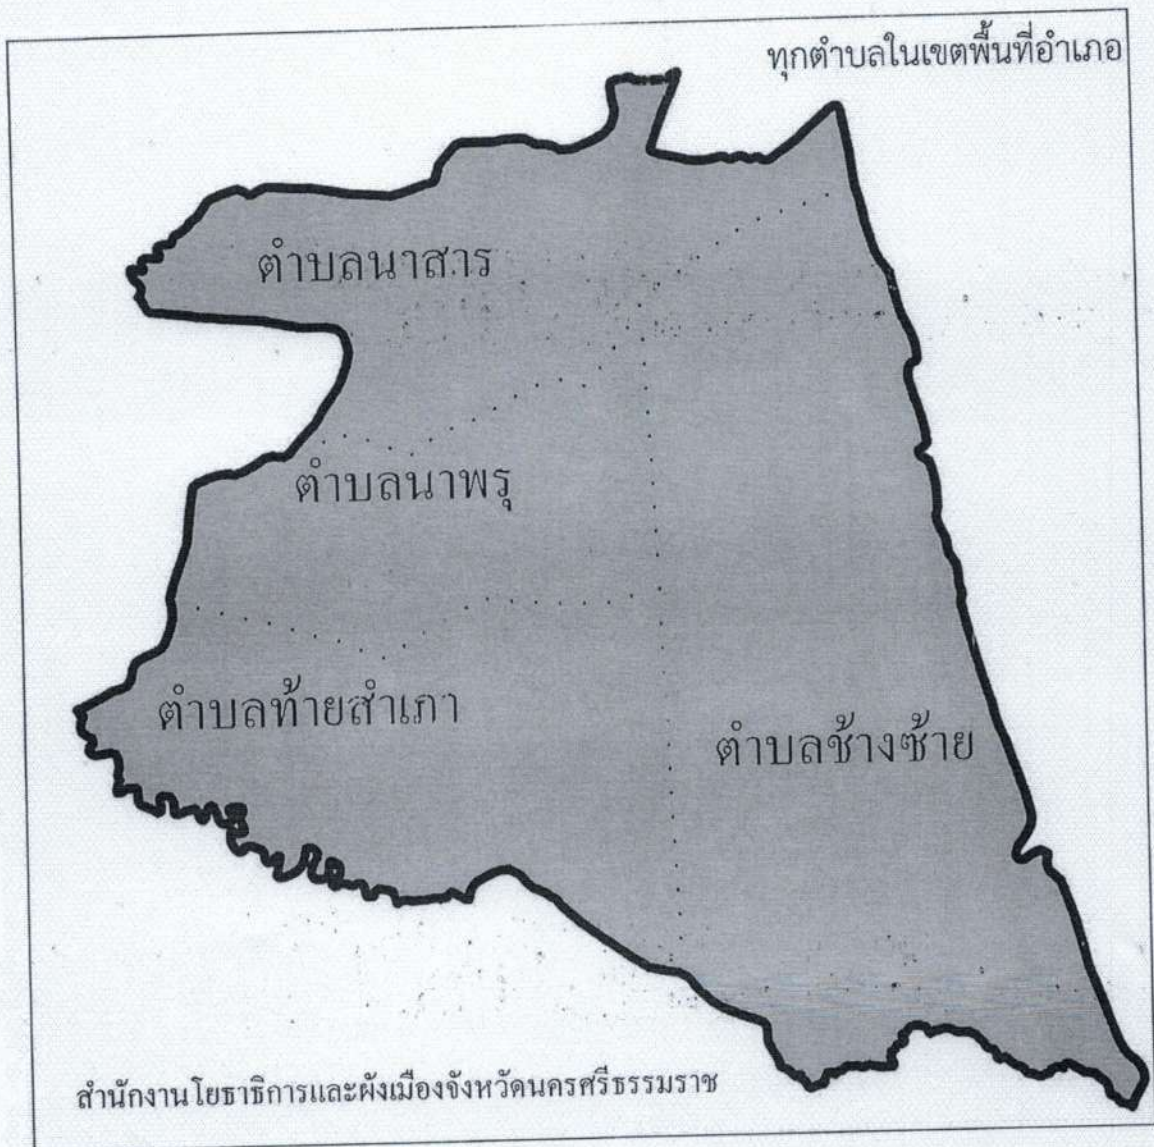 ทุกตำบลในเขตพื้นที่อำเภอ
ตำบลนาสาร
ตำบลนาพรุ
ตำบลท้ายสำเภา
ตำบลช้างซ้าย
สำนักงานโยธาธิการและผังเมืองจังหวัดนครศรีธรรมราช